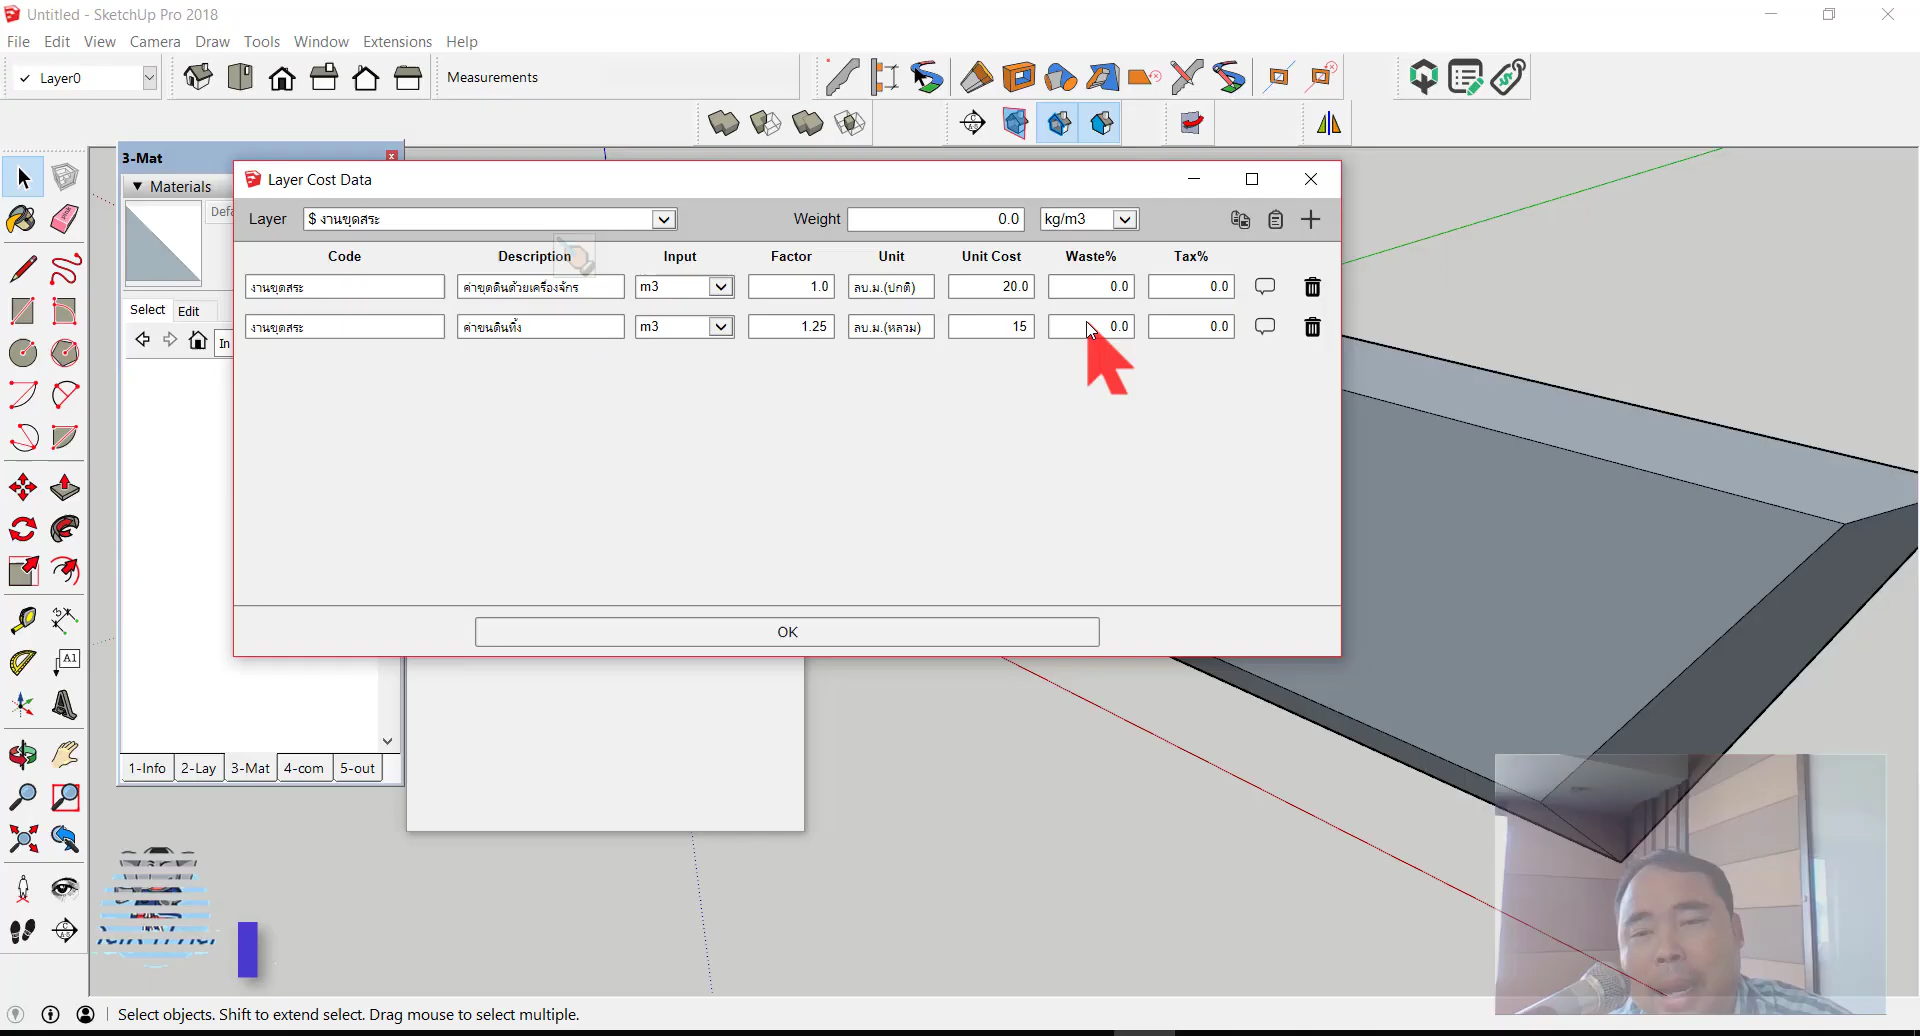 Untitled - SketchUp Pro 2018
File Edit View Camera Draw Tools Window Extensions Help
Layer0
Measurements
3-Mat
Materials
Layer Cost Data
Layer $ งานขุดสระ Weight 0.0 kg/m3
Code Description Input Factor Unit Unit Cost Waste% Tax%
งานขุดสระ ค่าขุดดินด้วยเครื่องจักร m3 1.0 ลบ.ม.(ปกติ) 20.0 0.0 0.0
งานขุดสระ ค่าขนดินทิ้ง m3 1.25 ลบ.ม.(หลวม) 15 0.0 0.0
Select Edit
In
OK
A1
1-Info 2-Lay 3-Mat 4-com 5-out
Select objects. Shift to extend select. Drag mouse to select multiple.